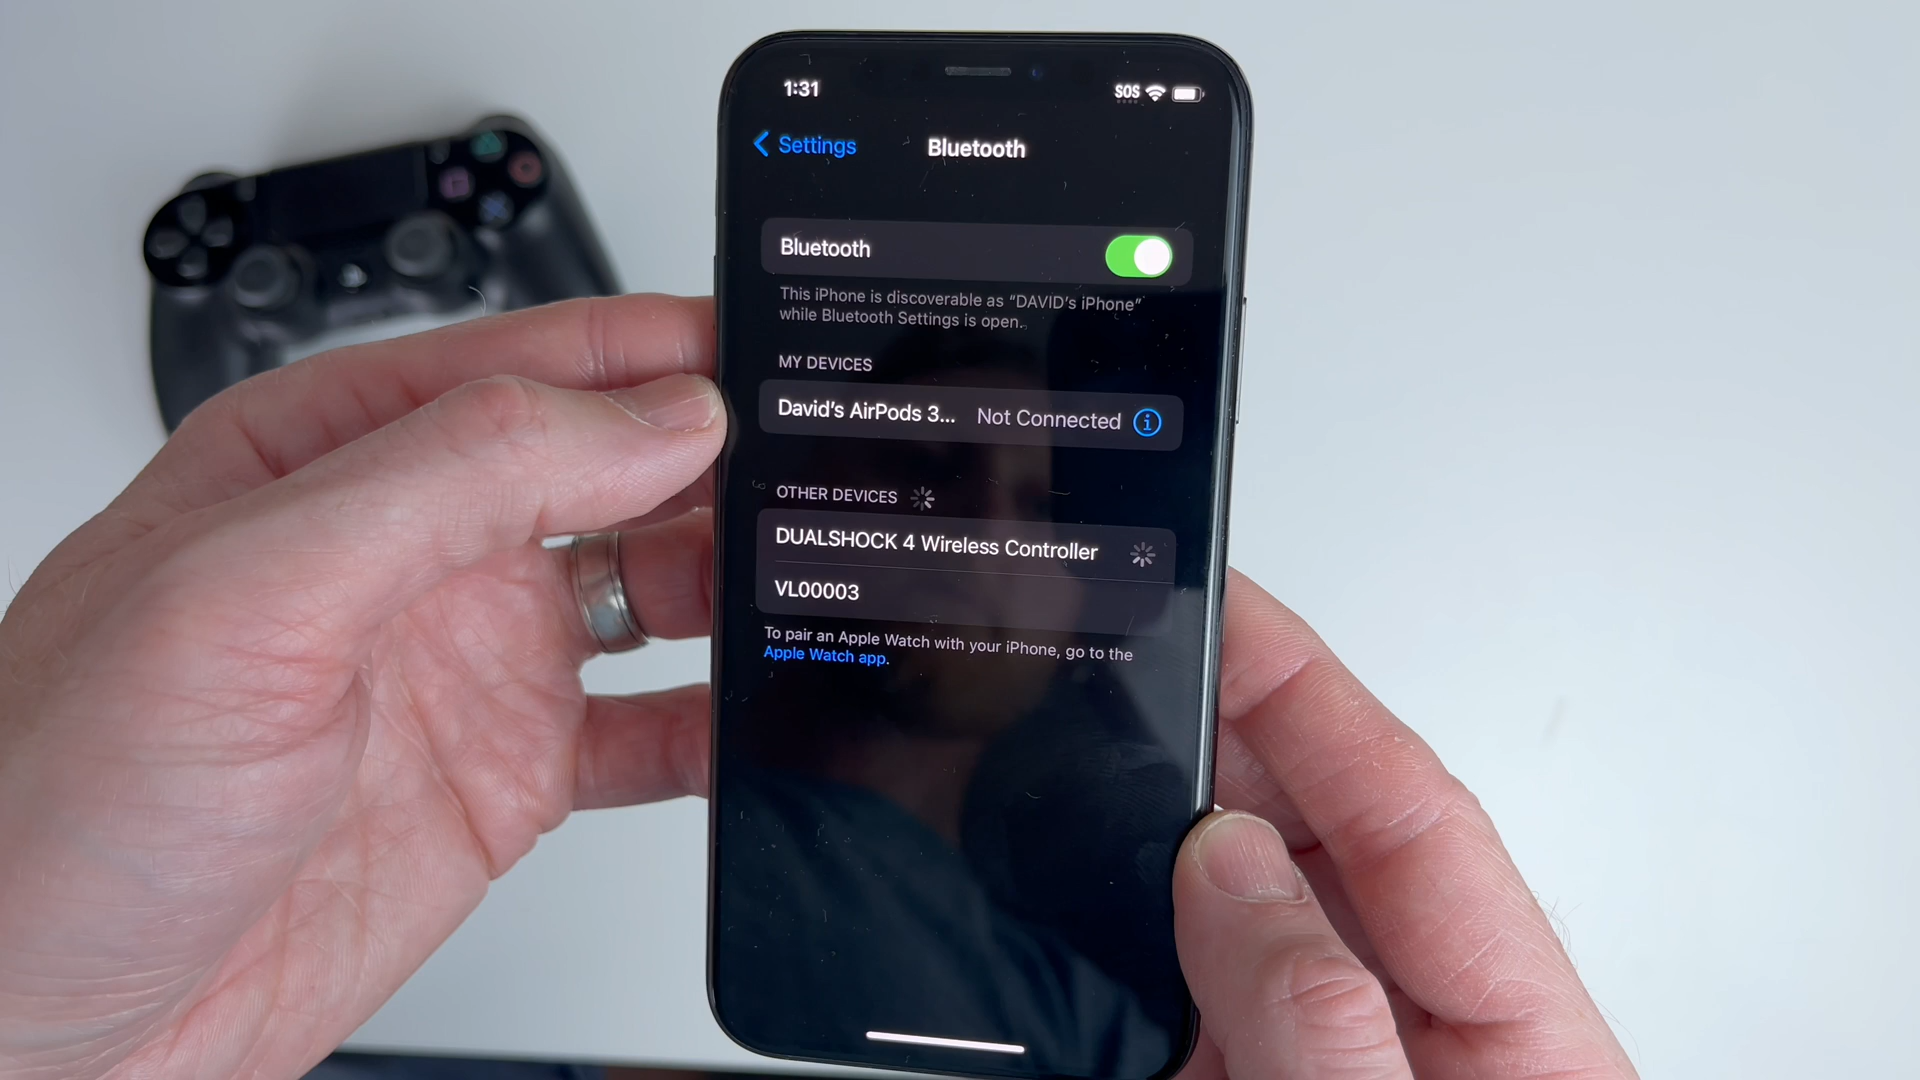 1:31
SOS
Settings
Bluetooth
Bluetooth
This iPhone is discoverable as “DAVID’s iPhone”
while Bluetooth Settings is open.
MY DEVICES
David’s AirPods 3... Not Connected
OTHER DEVICES
DUALSHOCK 4 Wireless Controller
VL00003
To pair an Apple Watch with your iPhone, go to the
Apple Watch app.